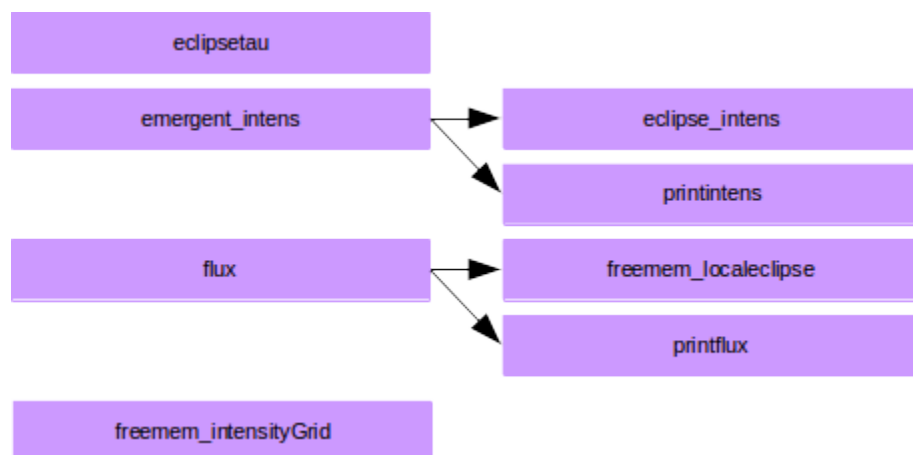 eclipsetau
emergent_intens
eclipse_intens
printintens
flux
freemem_localeclipse
printflux
freemem_intensityGrid